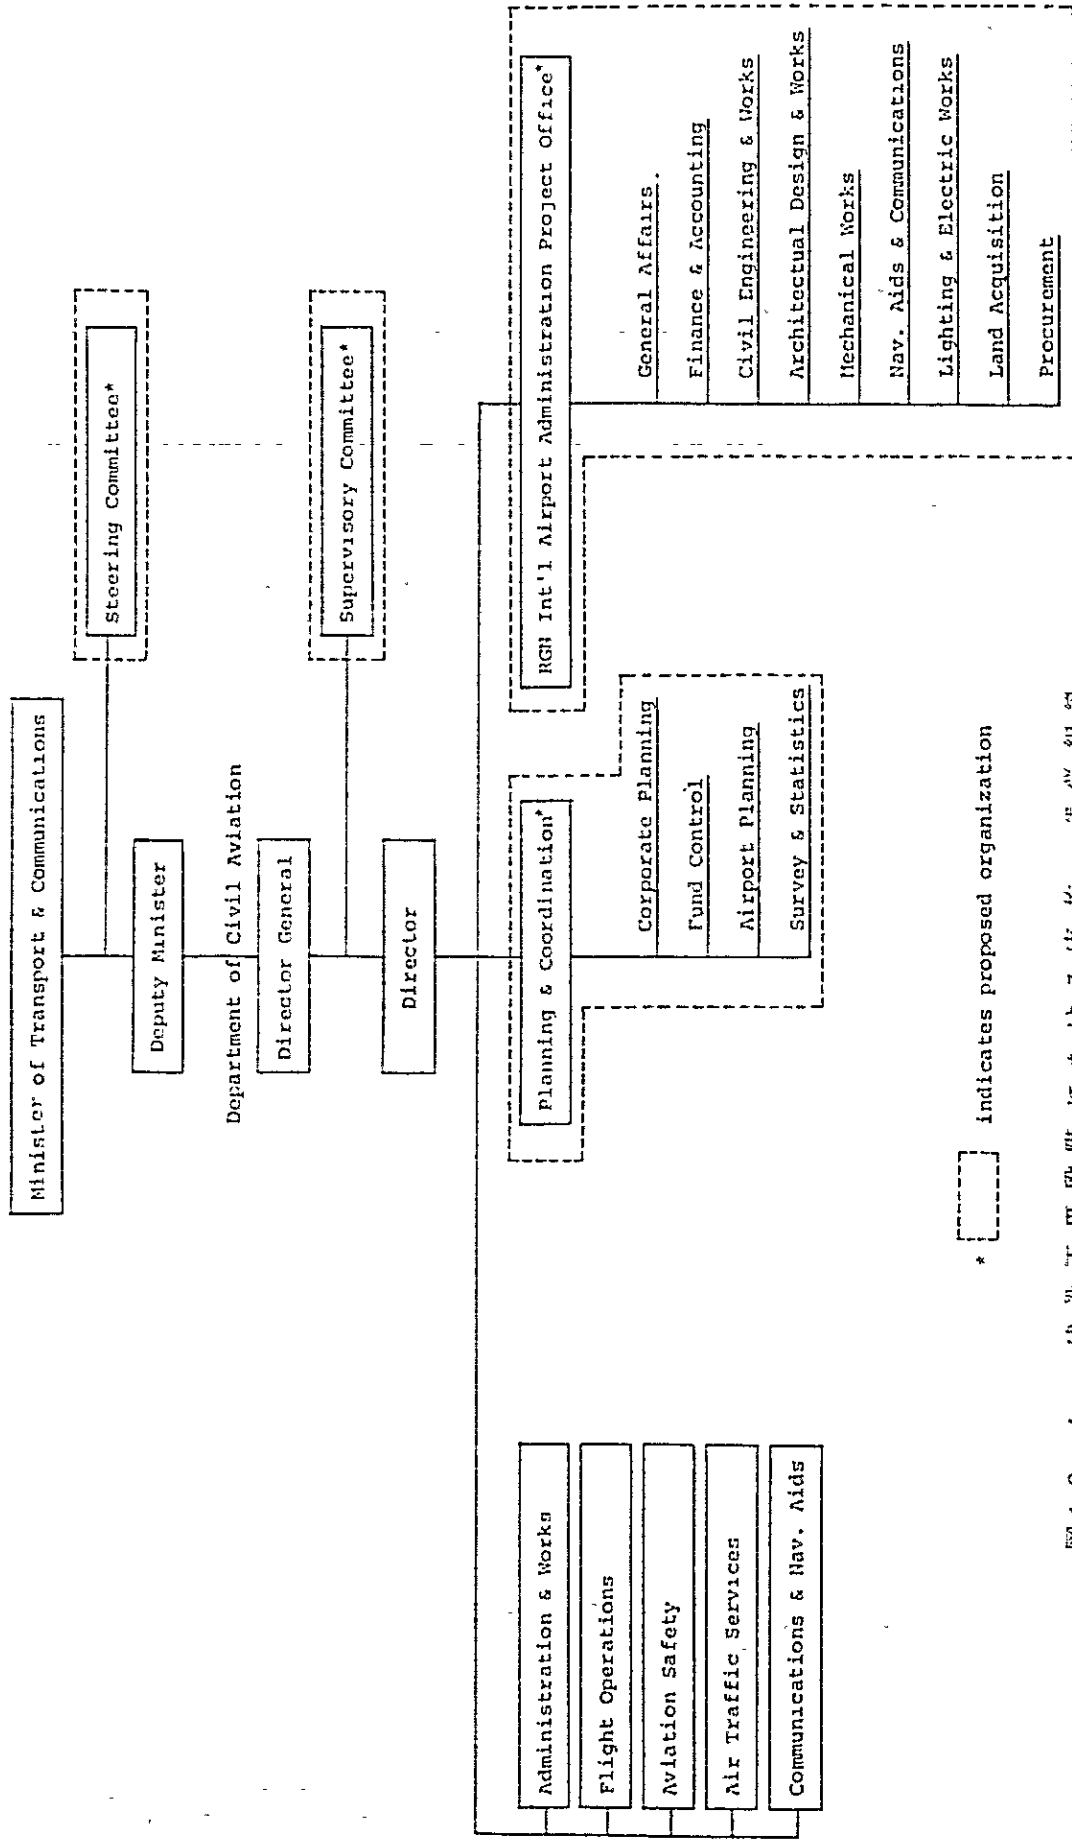 Minister of Transport & Communications
Steering Committee*
Deputy Minister
Department of Civil Aviation
Director General
Supervisory Committee*
Director
Administration & Works
Flight Operations
Aviation Safety
Air Traffic Services
Communications & Nav. Aids
Planning & Coordination*
Corporate Planning
Fund Control
Airport Planning
Survey & Statistics
RGN Int'l Airport Administration Project Office*
General Affairs
Finance & Accounting
Civil Engineering & Works
Architectual Design & Works
Mechanical Works
Nav. Aids & Communications
Lighting & Electric Works
Land Acquisition
Procurement
* indicates proposed organization